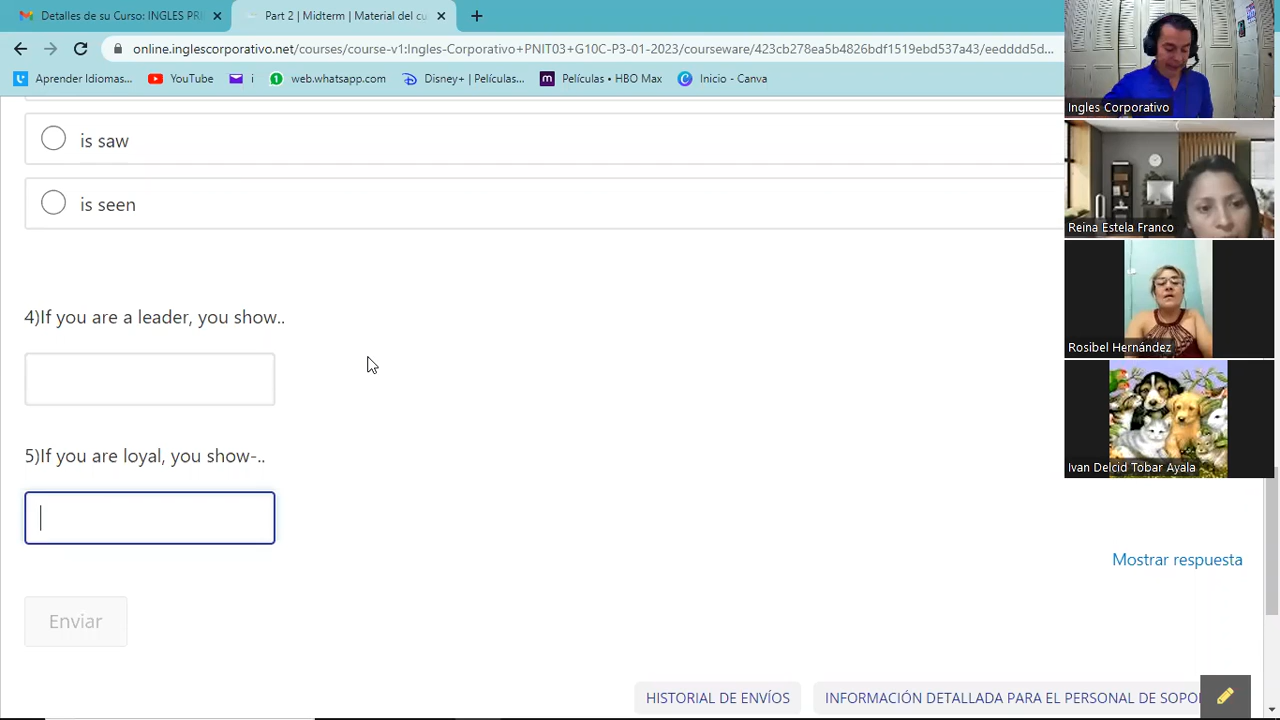 Detalles de su Curso: INGLES PRI
Part 2 | Midterm | Material del c
online.inglescorporativo.net/courses/course-v1:Ingles-Corporativo+PNIT03+G10C-P3-01-2023/courseware/423cb273ea5b4826bdf15d9ebd537a43/eedddd5d...
Aprender Idiomas...
YouTube
i
web.whatsapp.com
Disney+ | Películas...
Películas • HBO Max
Inicio - Canva
is saw
is seen
4)If you are a leader, you show..
5)If you are loyal, you show-..
Mostrar respuesta
Enviar
HISTORIAL DE ENVÍOS
INFORMACIÓN DETALLADA PARA EL PERSONAL DE SOPO
Ingles Corporativo
Reina Estela Franco
Rosibel Hernández
Ivan Delcid Tobar Ayala